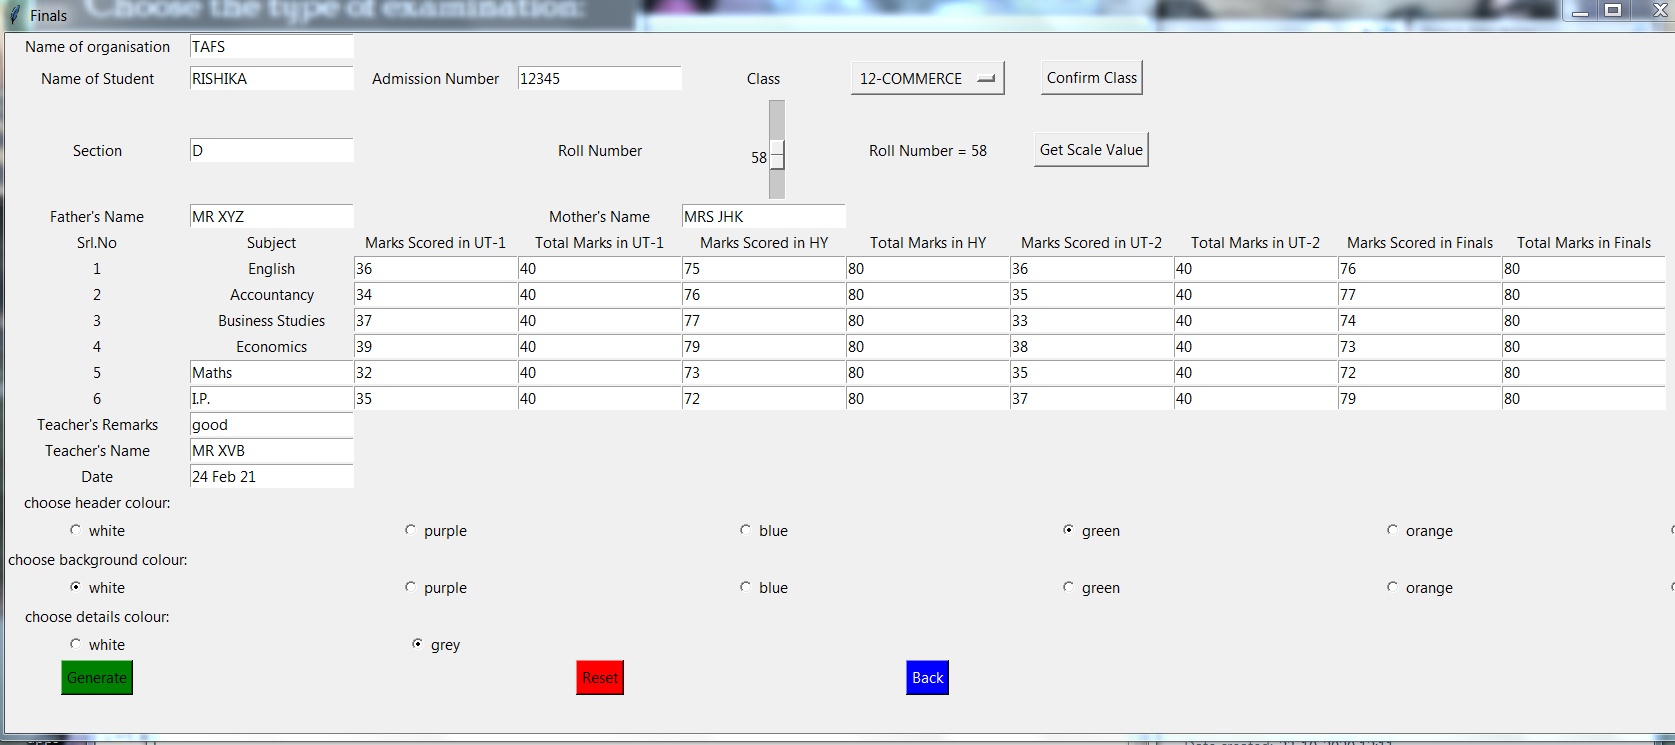 Choose the type of examination:
Finals
Name of organisation TAFS
Name of Student RISHIKA Admission Number 12345 Class 12-COMMERCE Confirm Class
Section D Roll Number 58 Roll Number = 58 Get Scale Value
Father's Name MR XYZ Mother's Name MRS JHK
Srl.No Subject Marks Scored in UT-1 Total Marks in UT-1 Marks Scored in HY Total Marks in HY Marks Scored in UT-2 Total Marks in UT-2 Marks Scored in Finals Total Marks in Finals
1 English 36 40 75 80 36 40 76 80
2 Accountancy 34 40 76 80 35 40 77 80
3 Business Studies 37 40 77 80 33 40 74 80
4 Economics 39 40 79 80 38 40 73 80
5 Maths 32 40 73 80 35 40 72 80
6 I.P. 35 40 72 80 37 40 79 80
Teacher's Remarks good
Teacher's Name MR XVB
Date 24 Feb 21
choose header colour:
white purple blue green orange
choose background colour:
white purple blue green orange
choose details colour:
white grey
Generate Reset Back